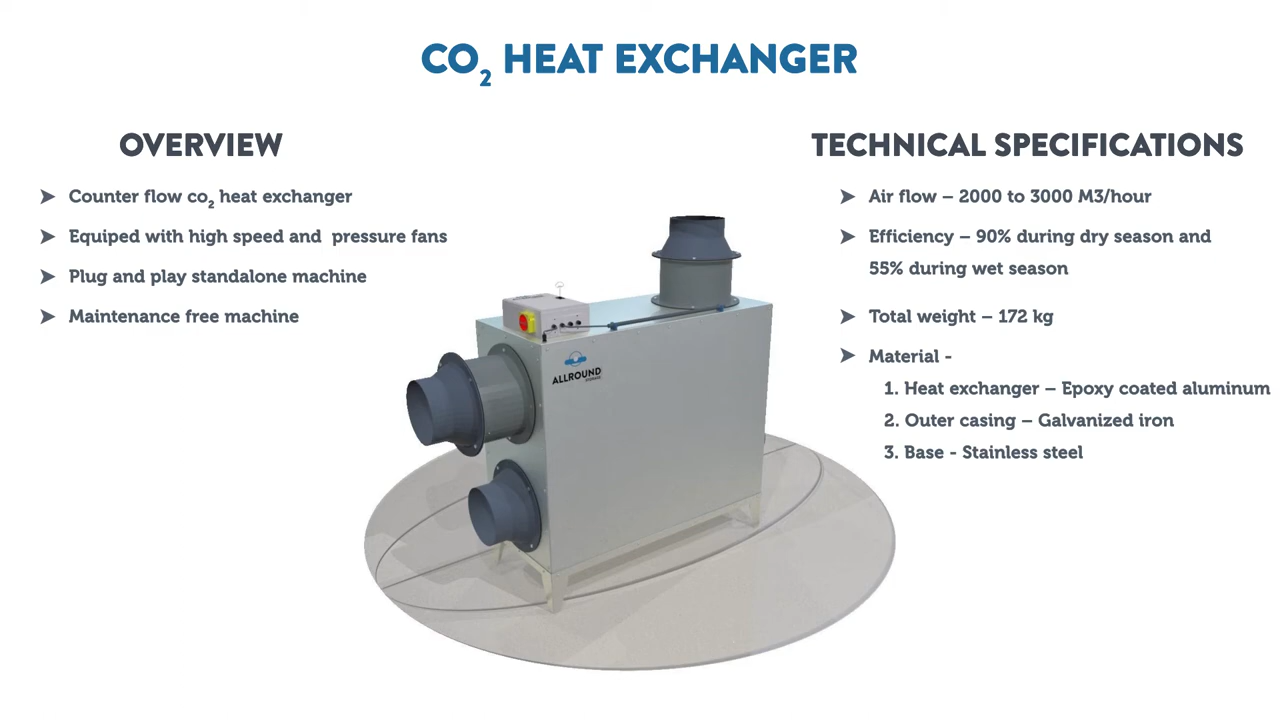 CO2 HEAT EXCHANGER
OVERVIEW
Counter flow co2 heat exchanger
Equiped with high speed and pressure fans
Plug and play standalone machine
Maintenance free machine
ALLROUND
TECHNICAL SPECIFICATIONS
Air flow – 2000 to 3000 M3/hour
Efficiency – 90% during dry season and
55% during wet season
Total weight – 172 kg
Material -
1. Heat exchanger – Epoxy coated aluminum
2. Outer casing – Galvanized iron
3. Base - Stainless steel